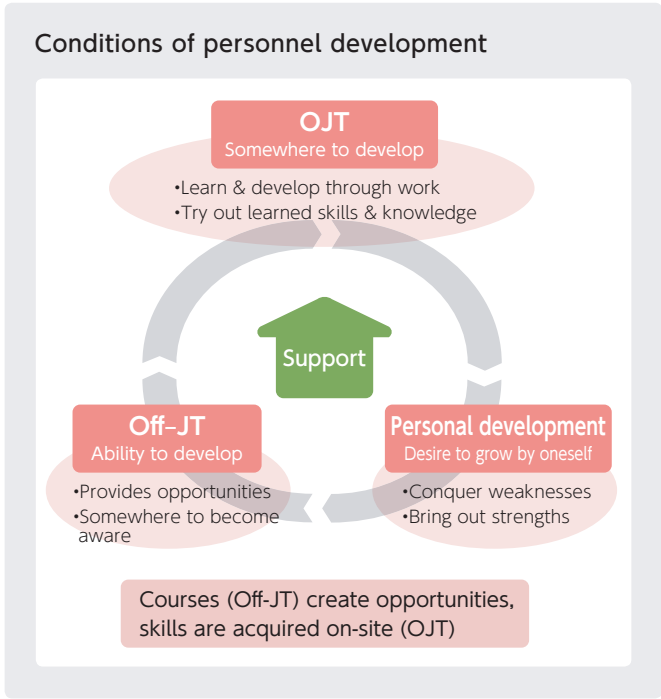 Conditions of personnel development
OJT
Somewhere to develop
•Learn & develop through work
•Try out learned skills & knowledge
Support
Off-JT
Ability to develop
•Provides opportunities
•Somewhere to become
aware
Personal development
Desire to grow by oneself
•Conquer weaknesses
•Bring out strengths
Courses (Off-JT) create opportunities,
skills are acquired on-site (OJT)